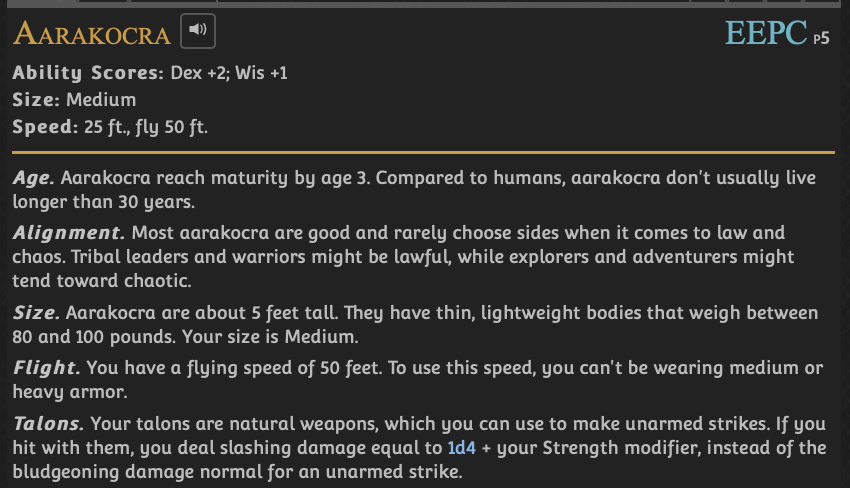 AARAKOCRA EEPC P5
Ability Scores: Dex +2; Wis +1
Size: Medium
Speed: 25 ft., fly 50 ft.
Age. Aarakocra reach maturity by age 3. Compared to humans, aarakocra don't usually live
longer than 30 years.
Alignment. Most aarakocra are good and rarely choose sides when it comes to law and
chaos. Tribal leaders and warriors might be lawful, while explorers and adventurers might
tend toward chaotic.
Size. Aarakocra are about 5 feet tall. They have thin, lightweight bodies that weigh between
80 and 100 pounds. Your size is Medium.
Flight. You have a flying speed of 50 feet. To use this speed, you can't be wearing medium or
heavy armor.
Talons. Your talons are natural weapons, which you can use to make unarmed strikes. If you
hit with them, you deal slashing damage equal to 1d4 + your Strength modifier, instead of the
bludgeoning damage normal for an unarmed strike.